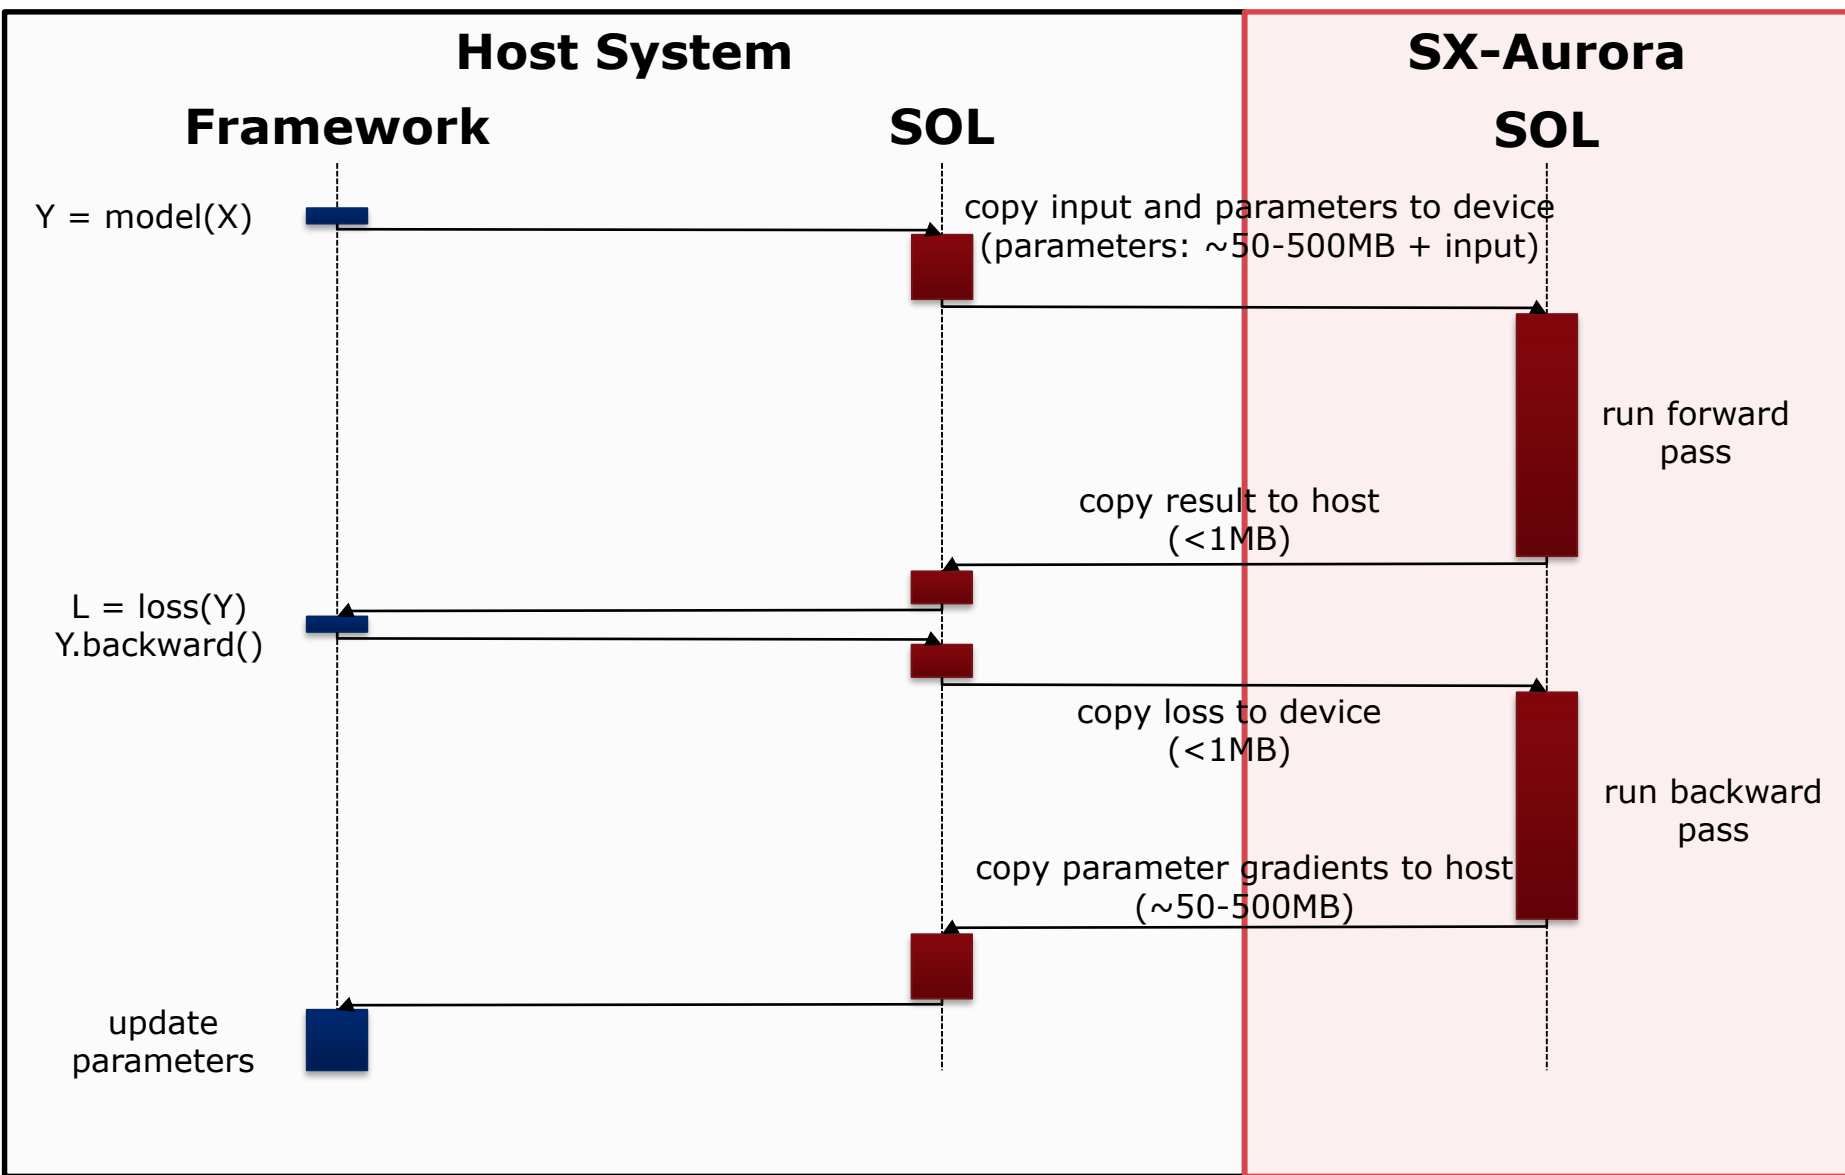 Host System
SX-Aurora
Framework
SOL
SOL
Y = model(X)
copy input and parameters to device
(parameters: ~50-500MB + input)
run forward
pass
copy result to host
(<1MB)
L = loss(Y)
Y.backward()
copy loss to device
(<1MB)
run backward
pass
copy parameter gradients to host
(~50-500MB)
update
parameters